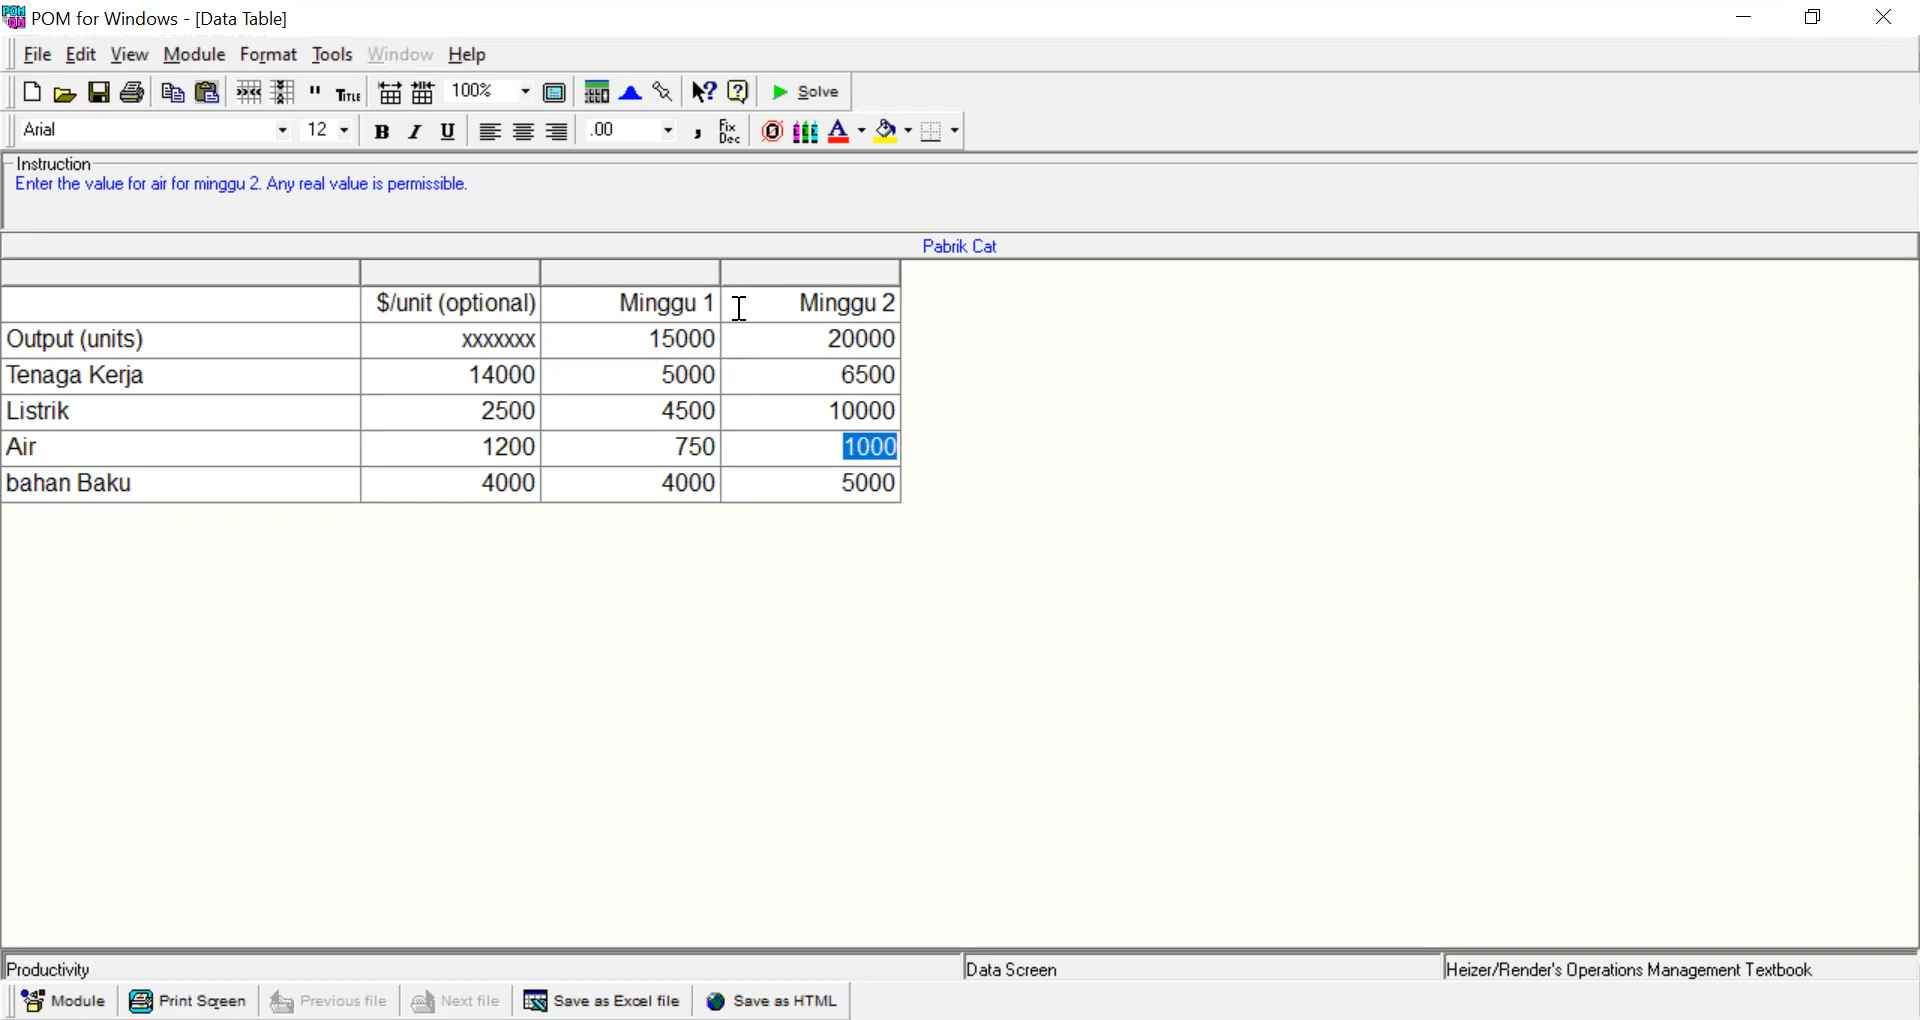 POM for Windows - [Data Table]
File Edit View Module Format Tools Window Help
" TITLE 100% Solve
Arial 12 B I U .00 , Fix Dec 0 A
Instruction
Enter the value for air for minggu 2. Any real value is permissible.
Pabrik Cat
$/unit (optional) Minggu 1 Minggu 2
Output (units) xxxxxxx 15000 20000
Tenaga Kerja 14000 5000 6500
Listrik 2500 4500 10000
Air 1200 750 1000
bahan Baku 4000 4000 5000
Productivity Data Screen Heizer/Render's Operations Management Textbook
Module Print Screen Previous file Next file Save as Excel file Save as HTML